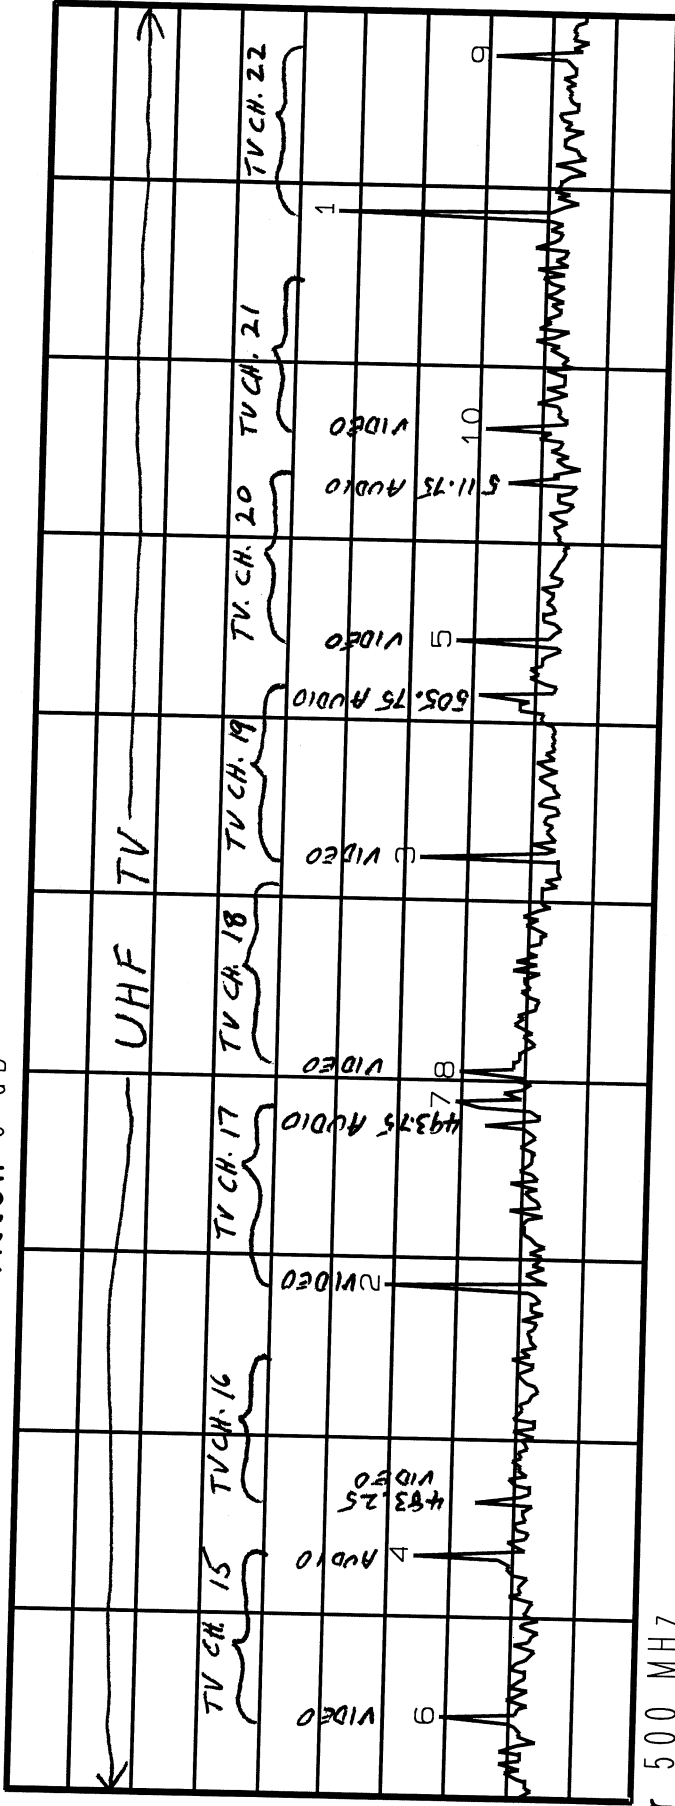 UHF TV
TV CH. 15
TV CH. 16
TV CH. 17
TV CH. 18
TV CH. 19
TV. CH. 20
TV CH. 21
TV CH. 22
VIDEO
6
AUDIO
4
483.25
VIDEO
VIDEO
2
493.75 AUDIO
7
VIDEO
8
VIDEO
3
505.75 AUDIO
VIDEO
5
511.75 AUDIO
VIDEO
10
1
9
500 MHz